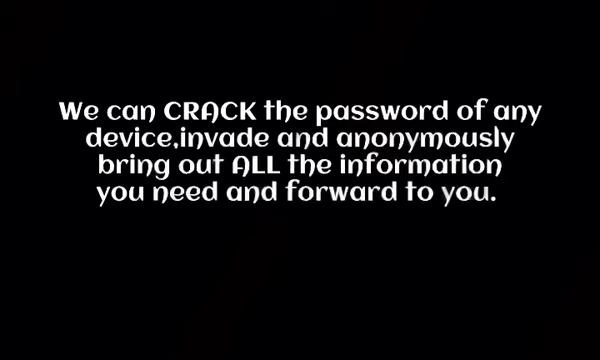 We can CRACK the password of any
device,invade and anonymously
bring out ALL the information
you need and forward to you.